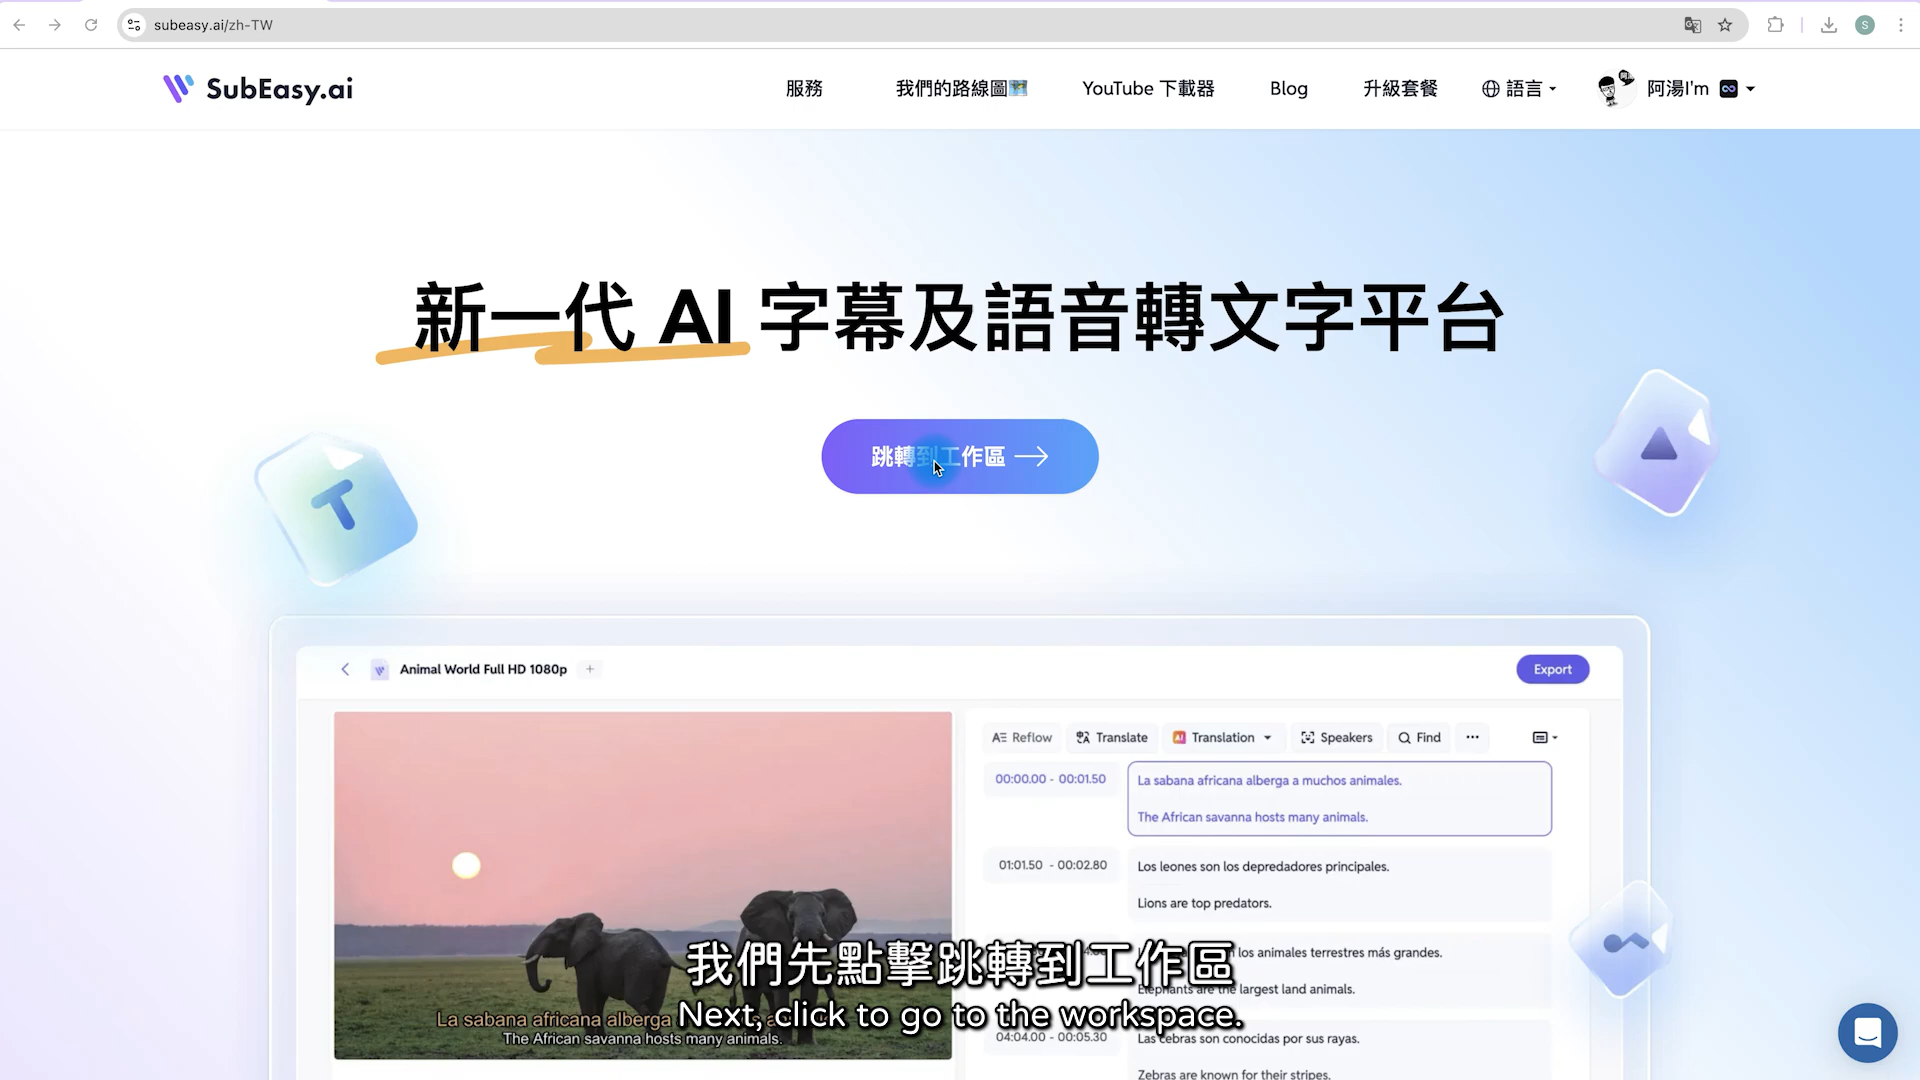 subeasy.ai/zh-TW
S
SubEasy.ai
服務
我們的路線圖
YouTube 下載器
Blog
升級套餐
語言
阿湯I'm
新一代 AI 字幕及語音轉文字平台
跳轉到工作區
T
Animal World Full HD 1080p
Export
Reflow
Translate
AI Translation
Speakers
Find
00:00.00 - 00:01.50
La sabana africana alberga a muchos animales.
The African savanna hosts many animals.
01:01.50 - 00:02.80
Los leones son los depredadores principales.
Lions are top predators.
los animales terrestres más grandes.
Elephants are the largest land animals.
04:04.00 - 00:05.30
Las cebras son conocidas por sus rayas.
Zebras are known for their stripes.
La sabana africana alberga
The African savanna hosts many animals.
我們先點擊跳轉到工作區
Next, click to go to the workspace.